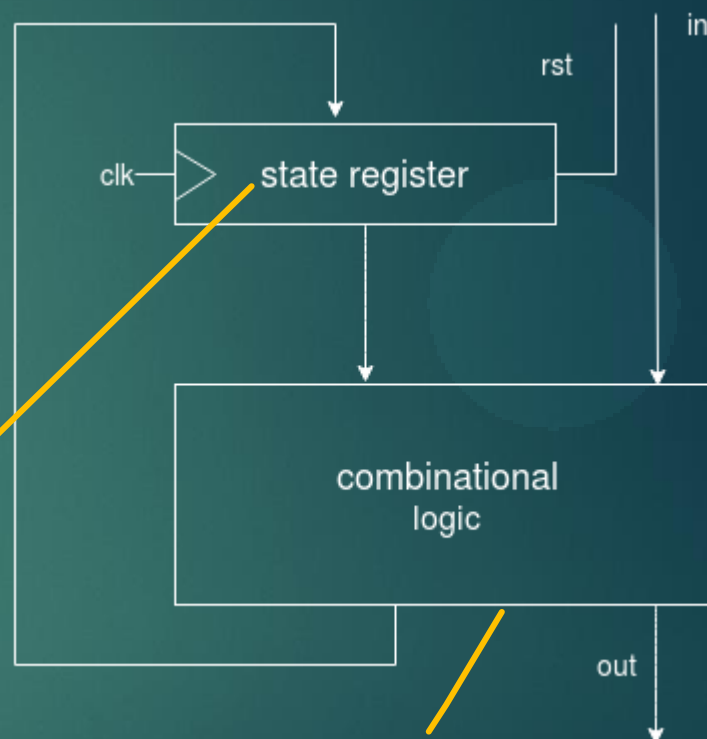 in
rst
clk
state register
combinational
logic
out